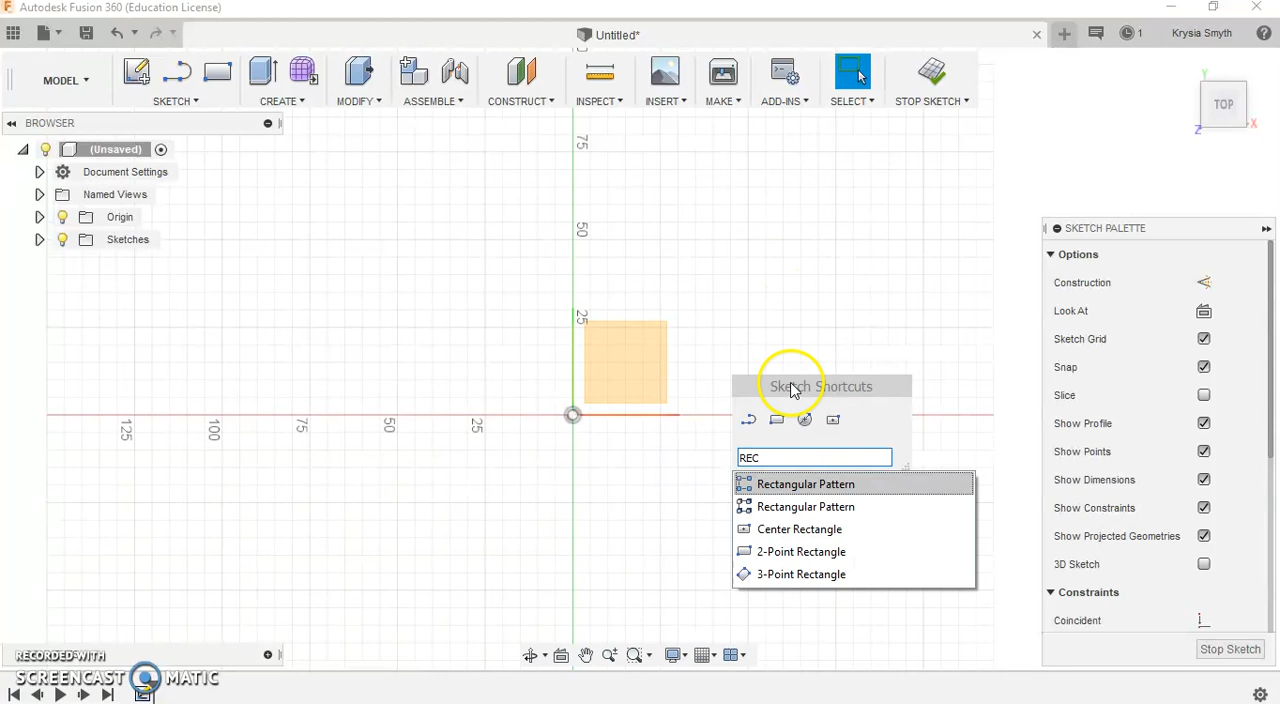 Autodesk Fusion 360 (Education License)
Untitled*
1
Krysia Smyth
MODEL
SKETCH
CREATE
MODIFY
ASSEMBLE
CONSTRUCT
INSPECT
INSERT
MAKE
ADD-INS
SELECT
STOP SKETCH
BROWSER
(Unsaved)
Document Settings
Named Views
Origin
Sketches
Y
TOP
Z
X
75
50
25
125
100
75
50
25
Sketch Shortcuts
REC
Rectangular Pattern
Rectangular Pattern
Center Rectangle
2-Point Rectangle
3-Point Rectangle
SKETCH PALETTE
Options
Construction
Look At
Sketch Grid
Snap
Slice
Show Profile
Show Points
Show Dimensions
Show Constraints
Show Projected Geometries
3D Sketch
Constraints
Coincident
Stop Sketch
RECORDED WITH
SCREENCAST MATIC